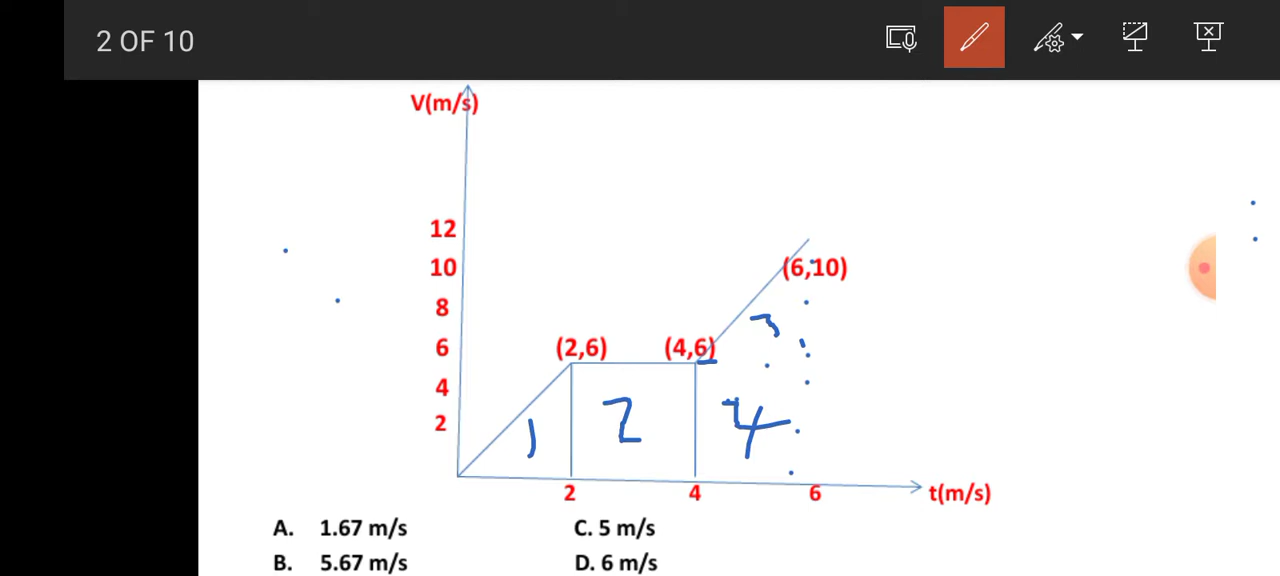 2 OF 10
V(m/s)
12
10
(6,10)
8
3
6
(2,6)
(4,6)
4
2
1
2
4
2
4
6
t(m/s)
A. 1.67 m/s
C. 5 m/s
B. 5.67 m/s
D. 6 m/s